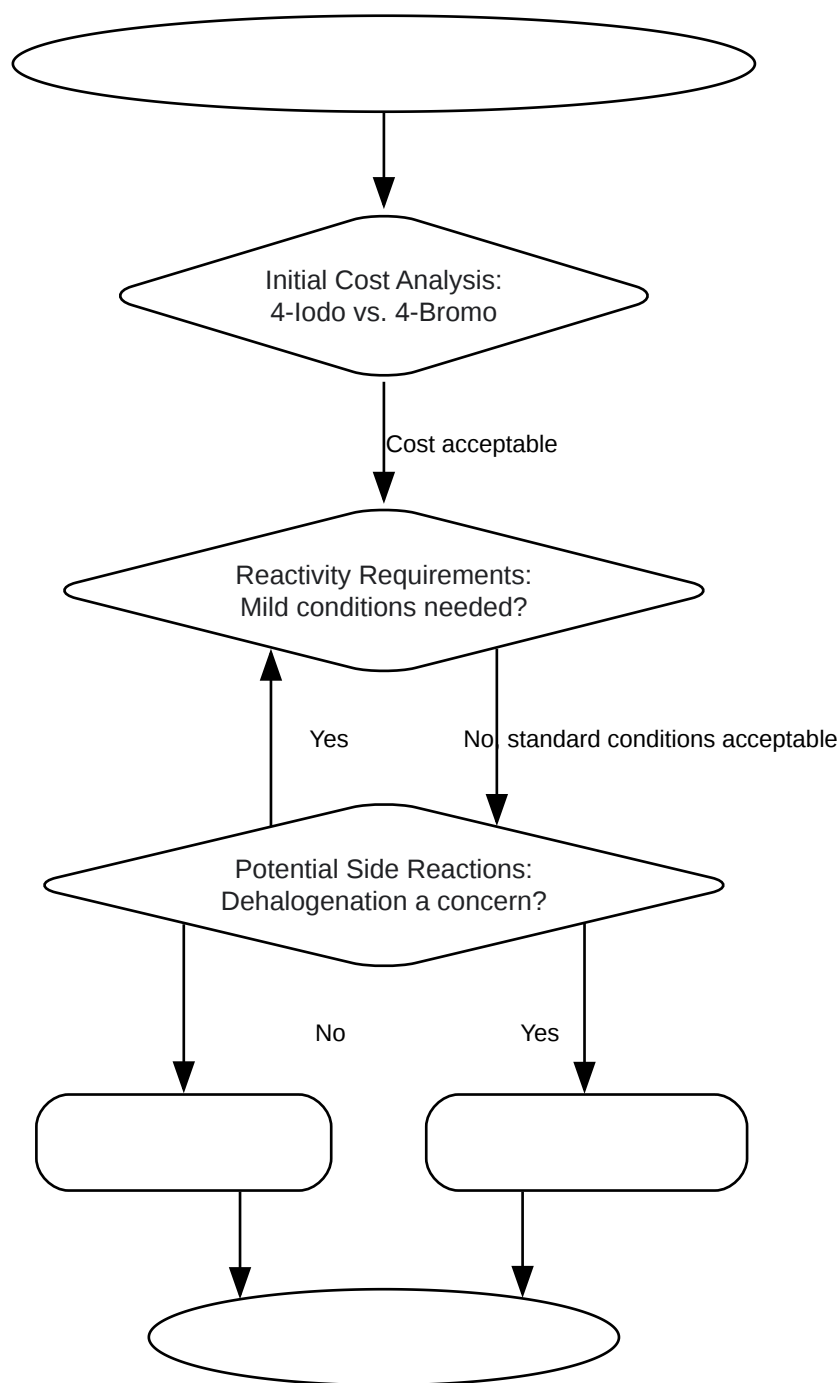 Initial Cost Analysis:
4-Iodo vs. 4-Bromo
Cost acceptable
Reactivity Requirements:
Mild conditions needed?
Yes
No, standard conditions acceptable
Potential Side Reactions:
Dehalogenation a concern?
No
Yes